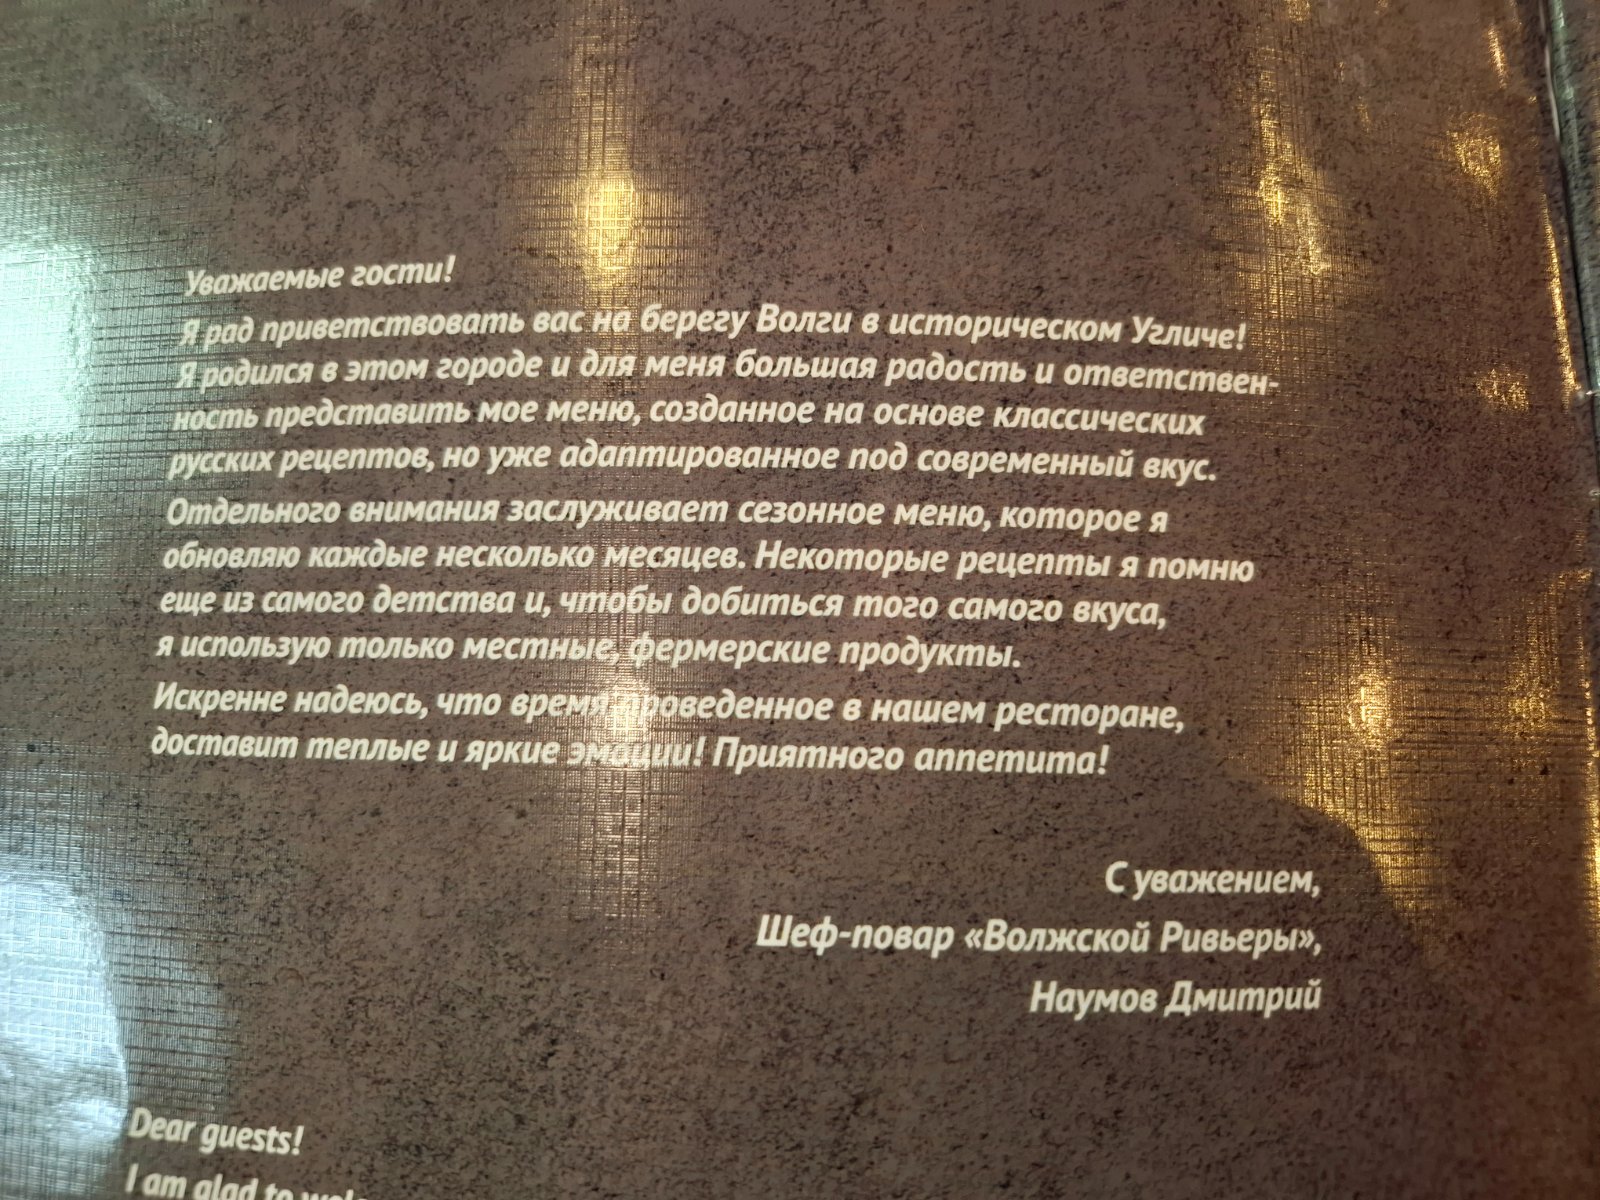 Уважаемые гости!
Я рад приветствовать вас на берегу Волги в историческом Угличе!
Я родился в этом городе и для меня большая радость и ответствен-
ность представить мое меню, созданное на основе классических
русских рецептов, но уже адаптированное под современный вкус.
Отдельного внимания заслуживает сезонное меню, которое я
обновляю каждые несколько месяцев. Некоторые рецепты я помню
еще из самого детства и, чтобы добиться того самого вкуса,
я использую только местные, фермерские продукты.
Искренне надеюсь, что время проведенное в нашем ресторане,
доставит теплые и яркие эмоции! Приятного аппетита!
С уважением,
Шеф-повар «Волжской Ривьеры»,
Наумов Дмитрий
Dear guests!
I am glad to